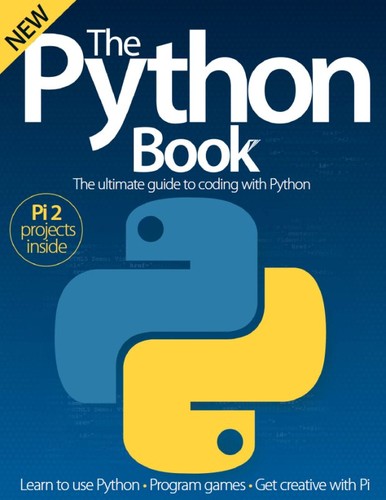 NEW
The
Python
Book
The ultimate guide to coding with Python
Pi 2
projects
inside
Learn to use Python • Program games • Get creative with Pi